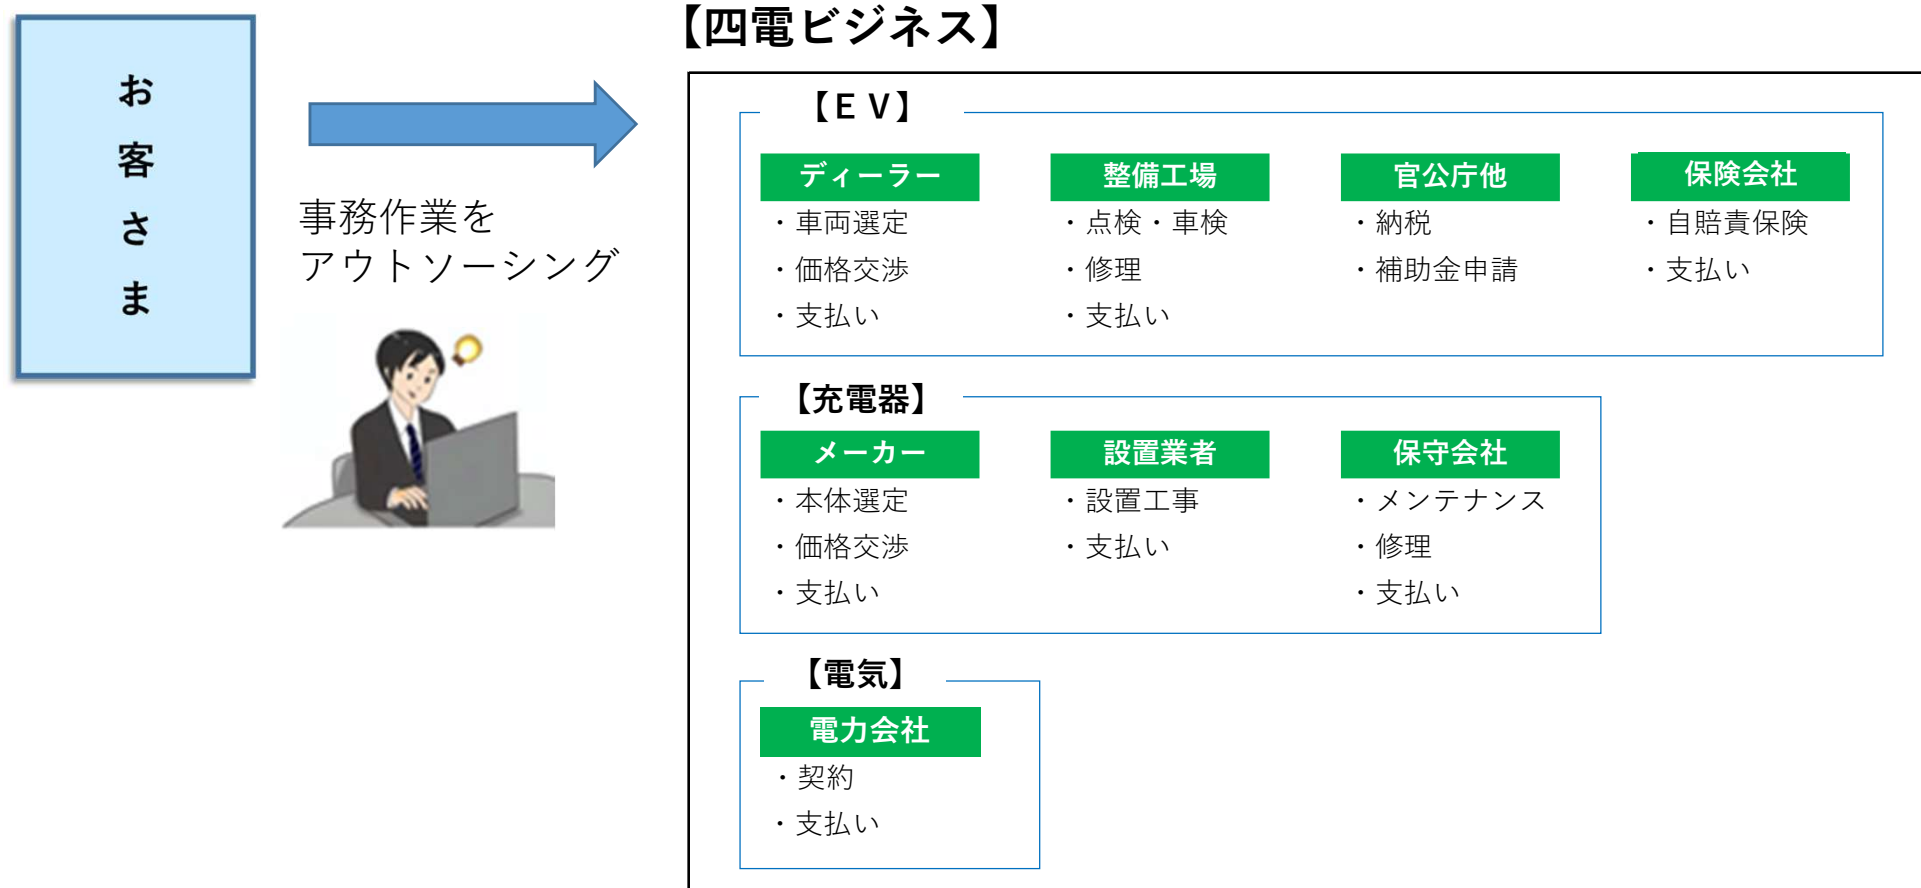 お客さま
事務作業を
アウトソーシング
【四電ビジネス】
【ＥＶ】
ディーラー
・車両選定
・価格交渉
・支払い
整備工場
・点検・車検
・修理
・支払い
官公庁他
・納税
・補助金申請
保険会社
・自賠責保険
・支払い
【充電器】
メーカー
・本体選定
・価格交渉
・支払い
設置業者
・設置工事
・支払い
保守会社
・メンテナンス
・修理
・支払い
【電気】
電力会社
・契約
・支払い